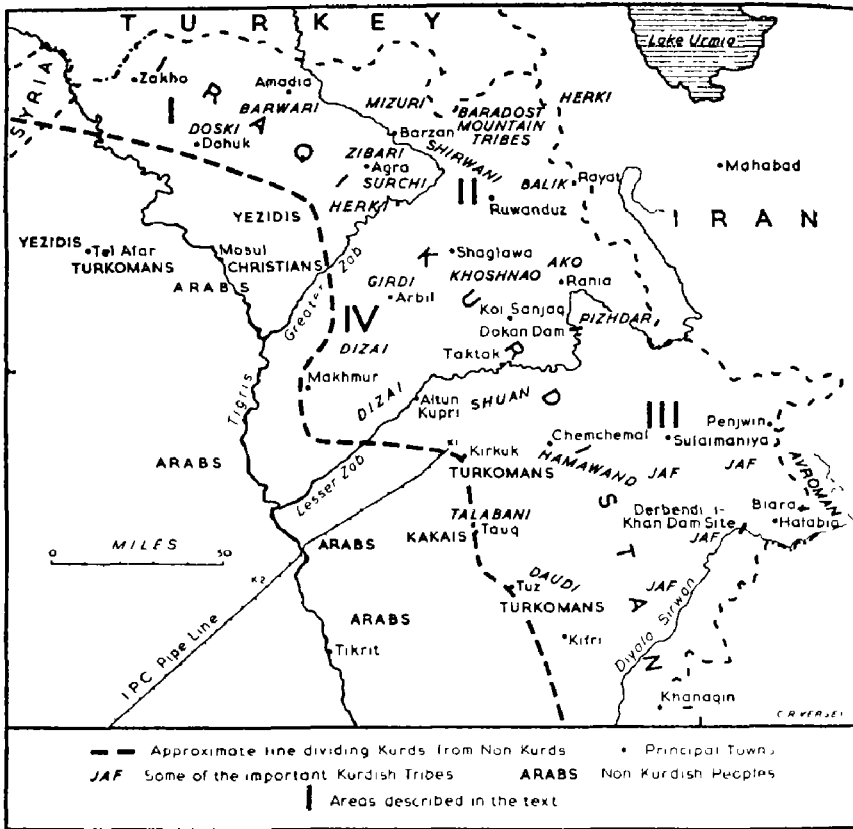 TURKEY
Lake Urmia
SYRIA
Zakho
Amadia
IRAQ
I
BARWARI
MIZURI
BARADOST
MOUNTAIN
TRIBES
HERKI
DOSKI
Dohuk
Barzan
SHIRWANI
ZIBARI
Aqra
SURCHI
HERKI
II
BALIK
Rayat
Mahabad
Ruwanduz
IRAN
YEZIDIS
YEZIDIS
Tel Afar
TURKOMANS
Mosul
CHRISTIANS
ARABS
Greater Zab
KURDISTAN
Shaqlawa
AKO
KHOSHNAO
Rania
GIRDI
Arbil
IV
Koi Sanjaq
Dokan Dam
PIZHDAR
DIZAI
Taktak
Makhmur
DIZAI
Altun
Kupri
SHUAN
III
Penjwin
Tigris
Chemchemal
Sulaimaniya
K1
Kirkuk
TURKOMANS
HAMAWAND
JAF
JAF
AVROMAN
ARABS
Lesser Zab
Derbendi-
Khan Dam Site
Biara
Halabja
JAF
TALABANI
Tauq
KAKAIS
0 MILES 50
ARABS
K2
DAUDI
Tuz
TURKOMANS
JAF
ARABS
Diyala Sirwan
IPC Pipe Line
Tikrit
Kifri
Khanaqin
Approximate line dividing Kurds from Non Kurds
Principal Towns
JAF Some of the important Kurdish Tribes
ARABS Non Kurdish Peoples
I Areas described in the text